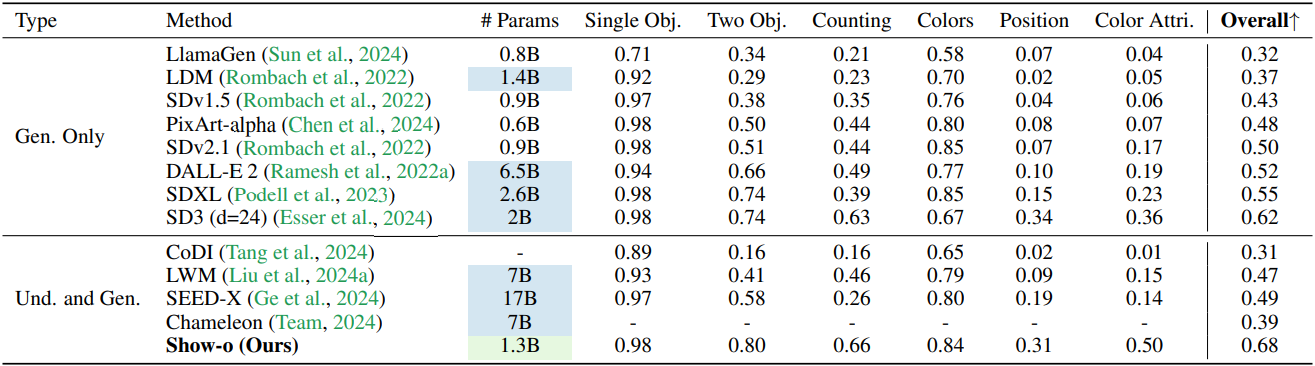 Type Method # Params Single Obj. Two Obj. Counting Colors Position Color Attri. Overall↑
LlamaGen (Sun et al., 2024) 0.8B 0.71 0.34 0.21 0.58 0.07 0.04 0.32
LDM (Rombach et al., 2022) 1.4B 0.92 0.29 0.23 0.70 0.02 0.05 0.37
SDv1.5 (Rombach et al., 2022) 0.9B 0.97 0.38 0.35 0.76 0.04 0.06 0.43
PixArt-alpha (Chen et al., 2024) 0.6B 0.98 0.50 0.44 0.80 0.08 0.07 0.48
Gen. Only
SDv2.1 (Rombach et al., 2022) 0.9B 0.98 0.51 0.44 0.85 0.07 0.17 0.50
DALL-E 2 (Ramesh et al., 2022a) 6.5B 0.94 0.66 0.49 0.77 0.10 0.19 0.52
SDXL (Podell et al., 2023) 2.6B 0.98 0.74 0.39 0.85 0.15 0.23 0.55
SD3 (d=24) (Esser et al., 2024) 2B 0.98 0.74 0.63 0.67 0.34 0.36 0.62
CoDI (Tang et al., 2024) - 0.89 0.16 0.16 0.65 0.02 0.01 0.31
LWM (Liu et al., 2024a) 7B 0.93 0.41 0.46 0.79 0.09 0.15 0.47
Und. and Gen. SEED-X (Ge et al., 2024) 17B 0.97 0.58 0.26 0.80 0.19 0.14 0.49
Chameleon (Team, 2024) 7B - - - - - - 0.39
Show-o (Ours) 1.3B 0.98 0.80 0.66 0.84 0.31 0.50 0.68